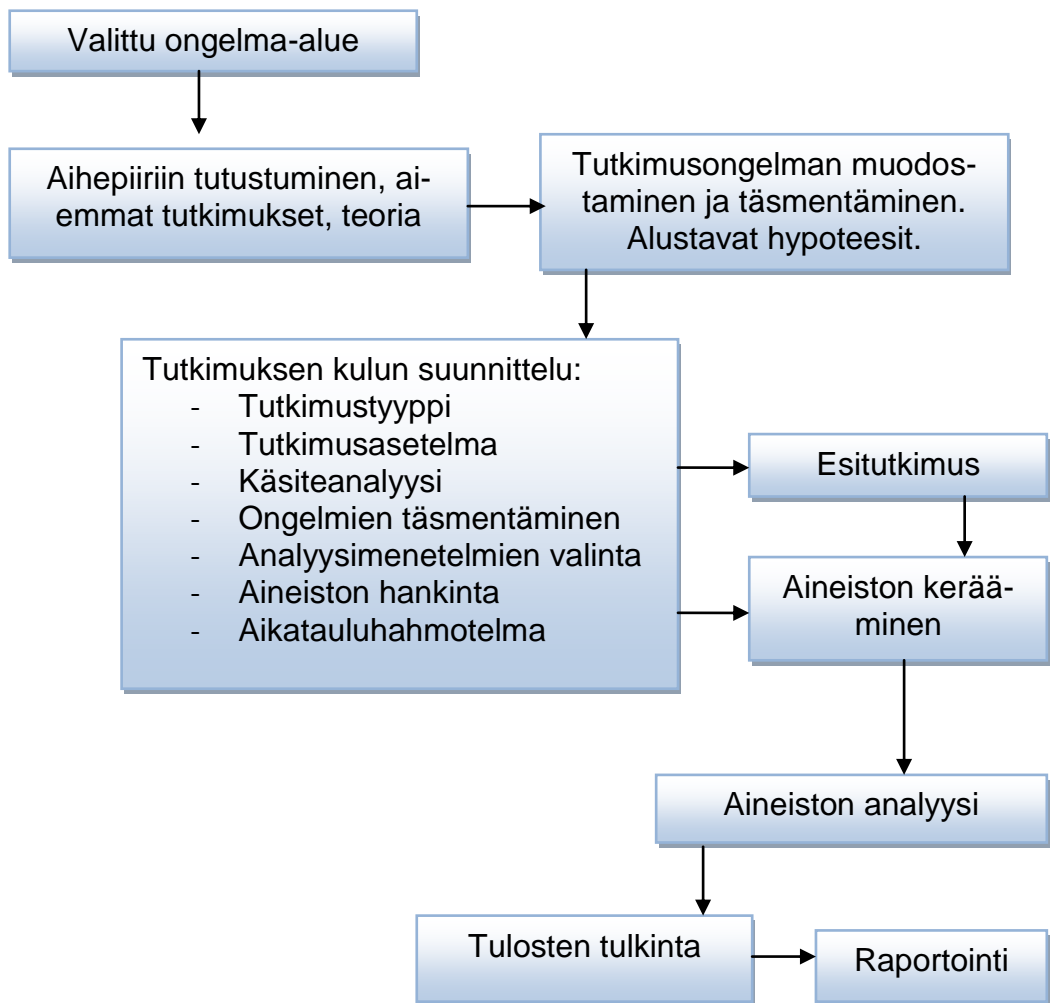 Valittu ongelma-alue
Aihepiiriin tutustuminen, ai-
emmat tutkimukset, teoria
Tutkimusongelman muodos-
taminen ja täsmentäminen.
Alustavat hypoteesit.
Tutkimuksen kulun suunnittelu:
- Tutkimustyyppi
- Tutkimusasetelma
- Käsiteanalyysi
- Ongelmien täsmentäminen
- Analyysimenetelmien valinta
- Aineiston hankinta
- Aikatauluhahmotelma
Esitutkimus
Aineiston kerää-
minen
Aineiston analyysi
Tulosten tulkinta
Raportointi